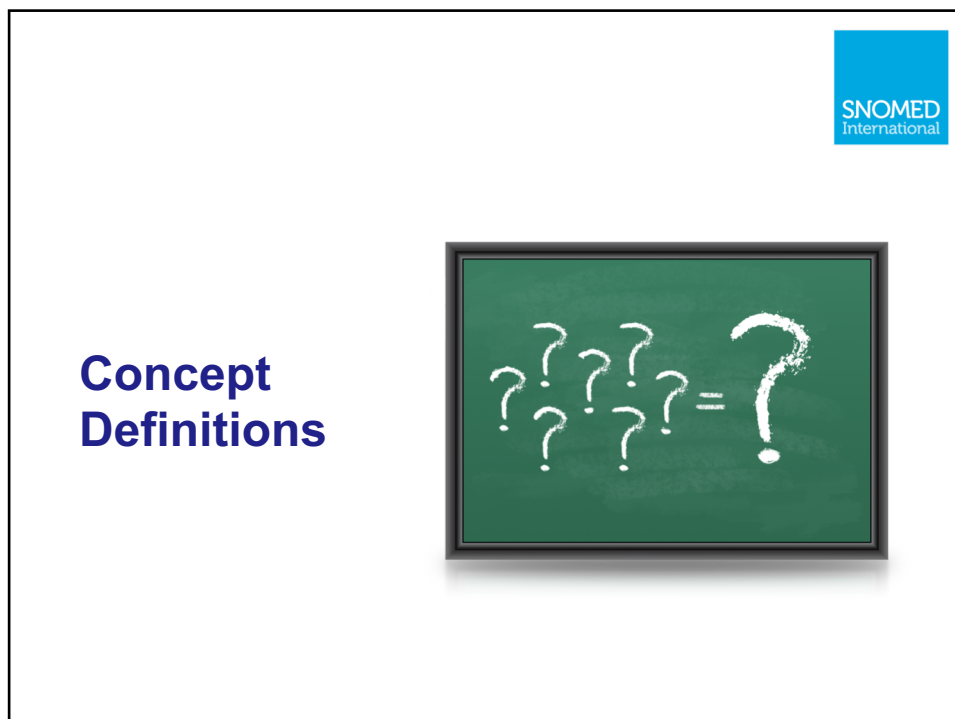 SNOMED
International
Concept
Definitions
? ? ? ? ? ? ? = ?